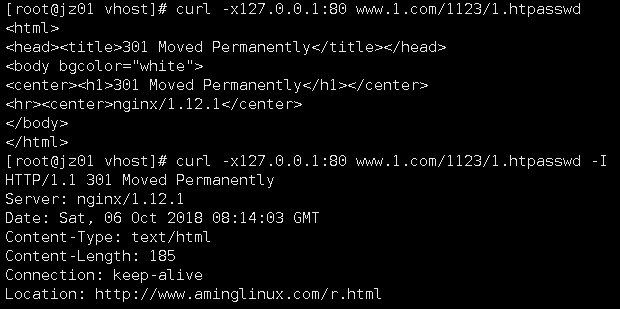 [root@jz01 vhost]# curl -x127.0.0.1:80 www.1.com/1123/1.htpasswd
<html>
<head><title>301 Moved Permanently</title></head>
<body bgcolor="white">
<center><h1>301 Moved Permanently</h1></center>
<hr><center>nginx/1.12.1</center>
</body>
</html>
[root@jz01 vhost]# curl -x127.0.0.1:80 www.1.com/1123/1.htpasswd -I
HTTP/1.1 301 Moved Permanently
Server: nginx/1.12.1
Date: Sat, 06 Oct 2018 08:14:03 GMT
Content-Type: text/html
Content-Length: 185
Connection: keep-alive
Location: http://www.aminglinux.com/r.html